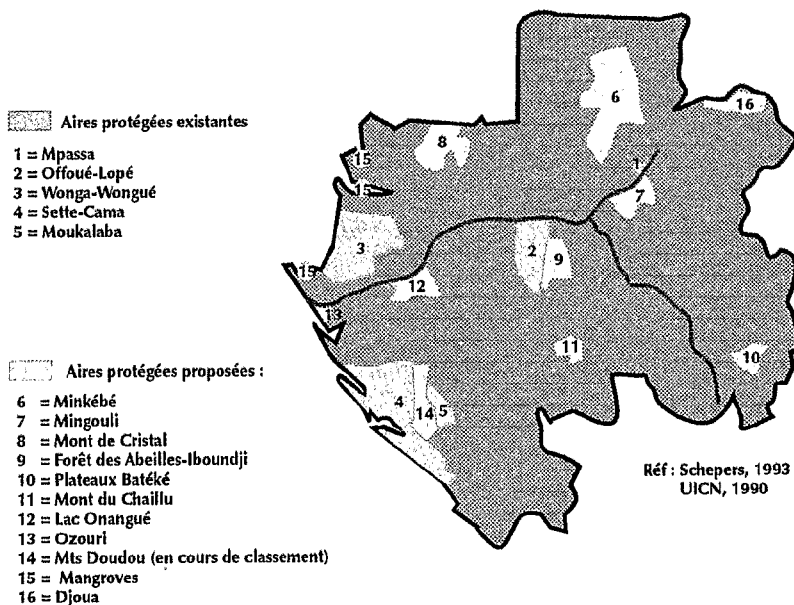 Aires protégées existantes
1 = Mpassa
2 = Offoué-Lopé
3 = Wonga-Wongué
4 = Sette-Cama
5 = Moukalaba
Aires protégées proposées :
6 = Minkébé
7 = Mingouli
8 = Mont de Cristal
9 = Forêt des Abeilles-Iboundji
10 = Plateaux Batéké
11 = Mont du Chaillu
12 = Lac Onangué
13 = Ozouri
14 = Mts Doudou (en cours de classement)
15 = Mangroves
16 = Djoua
6
16
8
15
1
15
7
3
2
9
15
12
13
11
10
4
14
5
Réf : Schepers, 1993
UICN, 1990